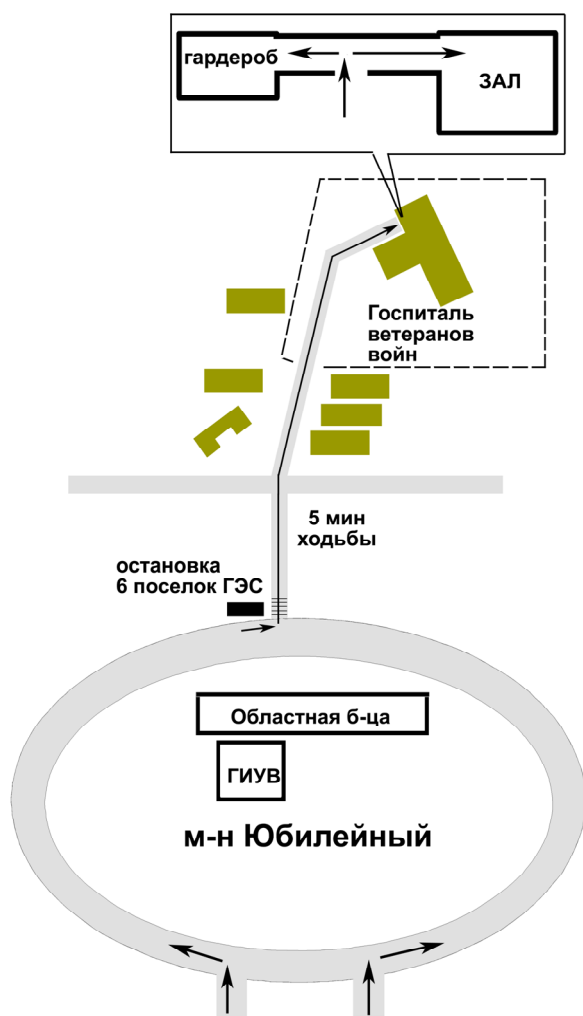 гардероб
ЗАЛ
Госпиталь
ветеранов
войн
5 мин
ходьбы
остановка
6 поселок ГЭС
Областная б-ца
ГИУВ
м-н Юбилейный